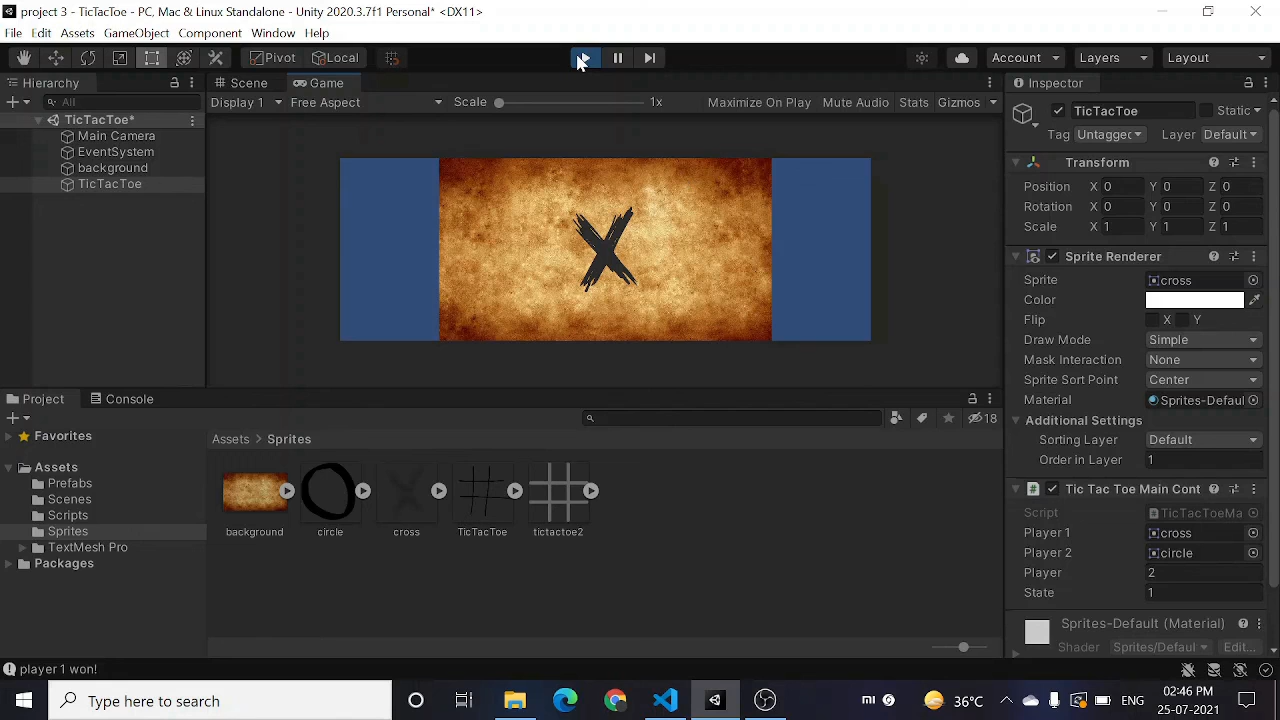 project 3 - TicTacToe - PC, Mac & Linux Standalone - Unity 2020.3.7f1 Personal* <DX11>
File Edit Assets GameObject Component Window Help
Pivot Local Account Layers Layout
Hierarchy
All
TicTacToe*
Main Camera
EventSystem
background
TicTacToe
Scene Game
Display 1 Free Aspect Scale 1x Maximize On Play Mute Audio Stats Gizmos
X
Inspector
TicTacToe Static
Tag Untagged Layer Default
Transform
Position X 0 Y 0 Z 0
Rotation X 0 Y 0 Z 0
Scale X 1 Y 1 Z 1
Sprite Renderer
Sprite cross
Color
Flip X Y
Draw Mode Simple
Mask Interaction None
Sprite Sort Point Center
Material Sprites-Defaul
Additional Settings
Sorting Layer Default
Order in Layer 1
Tic Tac Toe Main Cont
Script TicTacToeMa
Player 1 cross
Player 2 circle
Player 2
State 1
Sprites-Default (Material)
Shader Sprites/Defaul Edit...
Project Console
18
Favorites
Assets
Prefabs
Scenes
Scripts
Sprites
TextMesh Pro
Packages
Assets > Sprites
background circle cross TicTacToe tictactoe2
player 1 won!
Type here to search
mi 36°C ENG 02:46 PM
25-07-2021